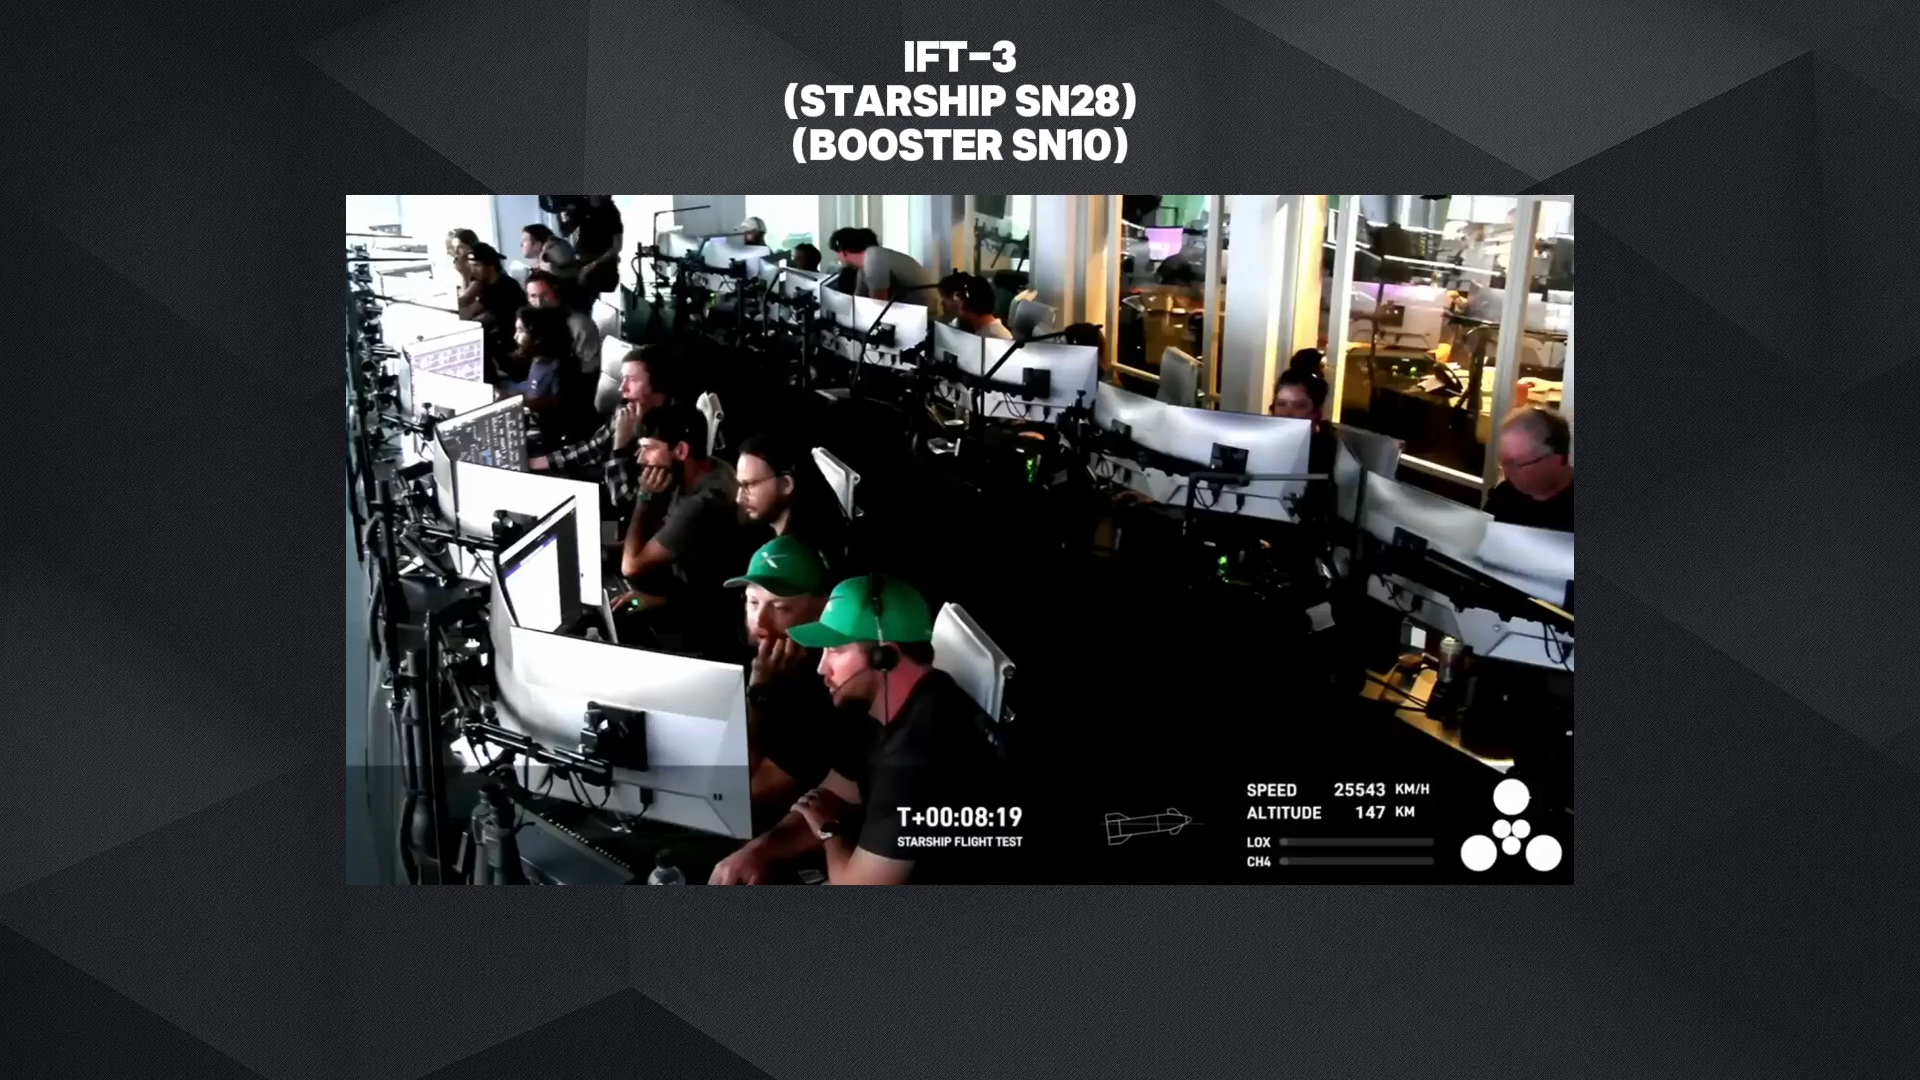 IFT-3
(STARSHIP SN28)
(BOOSTER SN10)
T+00:08:19
STARSHIP FLIGHT TEST
SPEED 25543 KM/H
ALTITUDE 147 KM
LOX
CH4